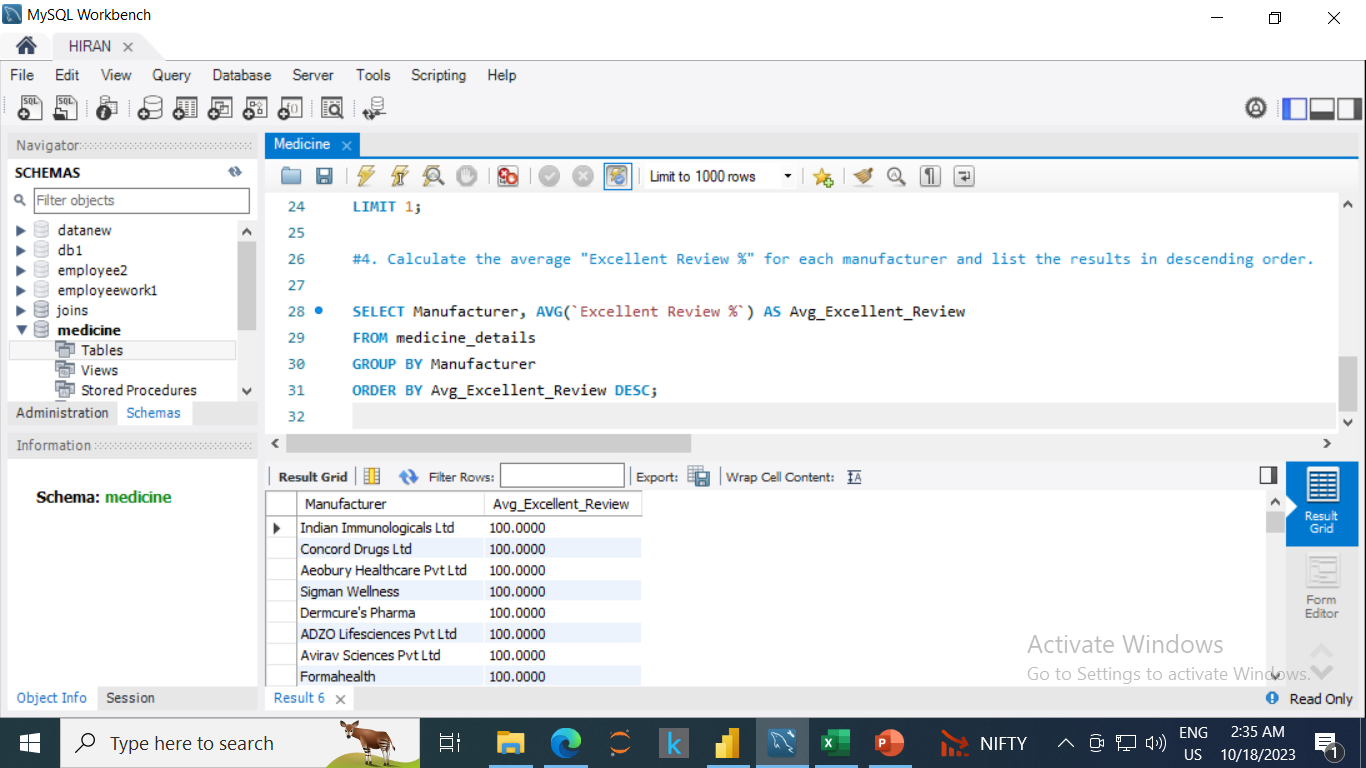 MySQL Workbench
HIRAN
File Edit View Query Database Server Tools Scripting Help
Navigator
SCHEMAS
Filter objects
datanew
db1
employee2
employeework1
joins
medicine
Tables
Views
Stored Procedures
Administration Schemas
Information
Schema: medicine
Object Info Session
Medicine
Limit to 1000 rows
24 LIMIT 1;
25
26 #4. Calculate the average "Excellent Review %" for each manufacturer and list the results in descending order.
27
28 SELECT Manufacturer, AVG(`Excellent Review %`) AS Avg_Excellent_Review
29 FROM medicine_details
30 GROUP BY Manufacturer
31 ORDER BY Avg_Excellent_Review DESC;
32
Result Grid Filter Rows: Export: Wrap Cell Content:
Manufacturer Avg_Excellent_Review
Indian Immunologicals Ltd 100.0000
Concord Drugs Ltd 100.0000
Aeobury Healthcare Pvt Ltd 100.0000
Sigman Wellness 100.0000
Dermcure's Pharma 100.0000
ADZO Lifesciences Pvt Ltd 100.0000
Avirav Sciences Pvt Ltd 100.0000
Formahealth 100.0000
Result
Grid
Form
Editor
Activate Windows
Go to Settings to activate Windows.
Result 6
Read Only
Type here to search
NIFTY
ENG
US
2:35 AM
10/18/2023
1